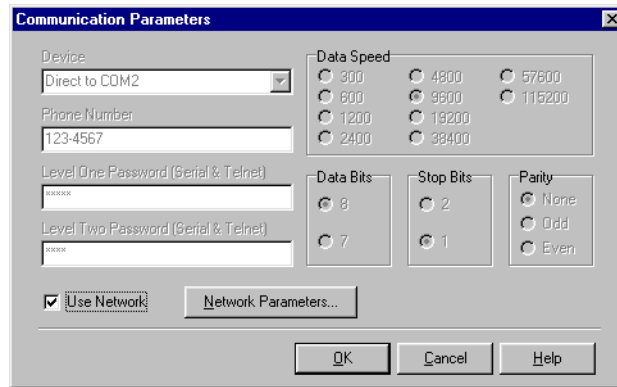 Communication Parameters
Device
Direct to COM2
Phone Number
123-4567
Level One Password (Serial & Telnet)
xxxxx
Level Two Password (Serial & Telnet)
xxxx
Data Speed
300 4800 57600
600 9600 115200
1200 19200
2400 38400
Data Bits
8
7
Stop Bits
2
1
Parity
None
Odd
Even
Use Network
Network Parameters...
OK Cancel Help